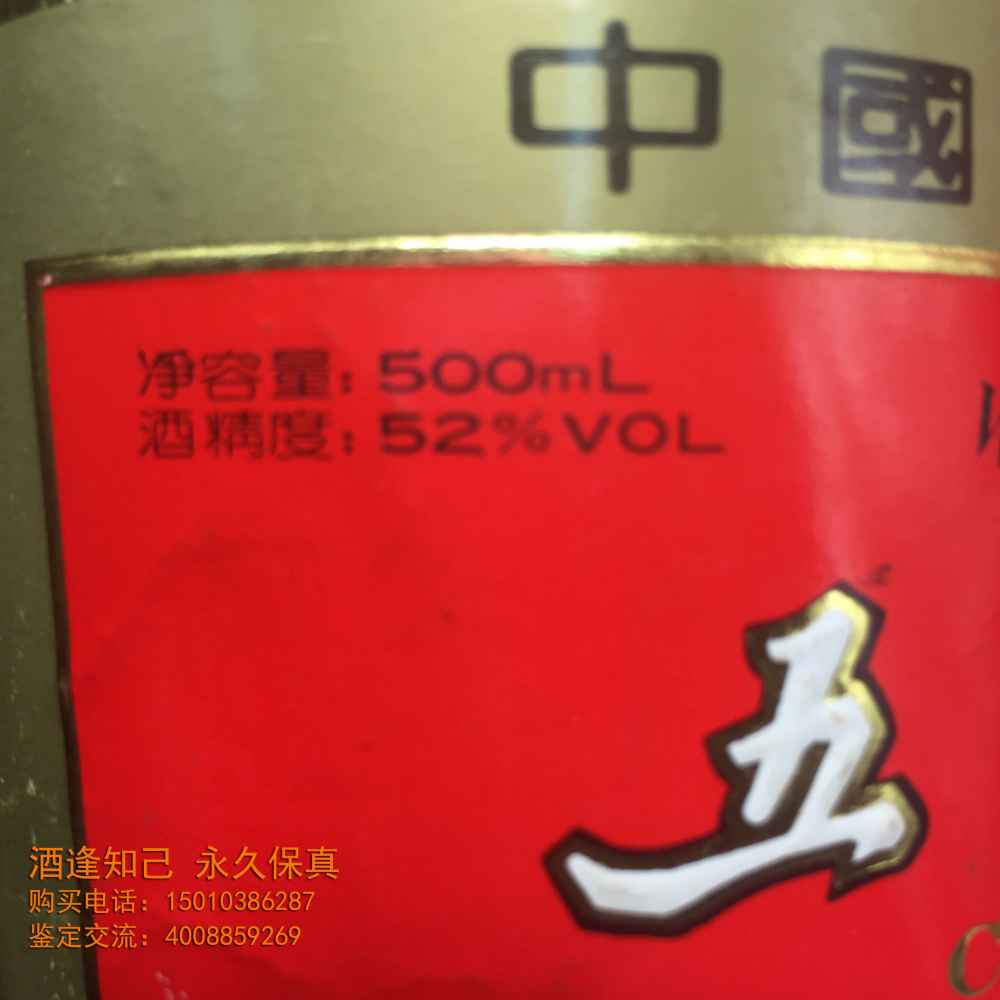 中國
净容量：500mL
酒精度：52%VOL
五
酒逢知己 永久保真
购买电话：15010386287
鉴定交流：4008859269